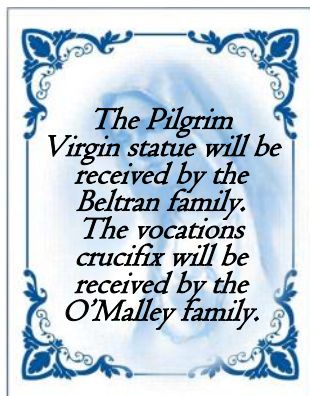 The Pilgrim
Virgin statue will be
received by the
Beltran family.
The vocations
crucifix will be
received by the
O'Malley family.